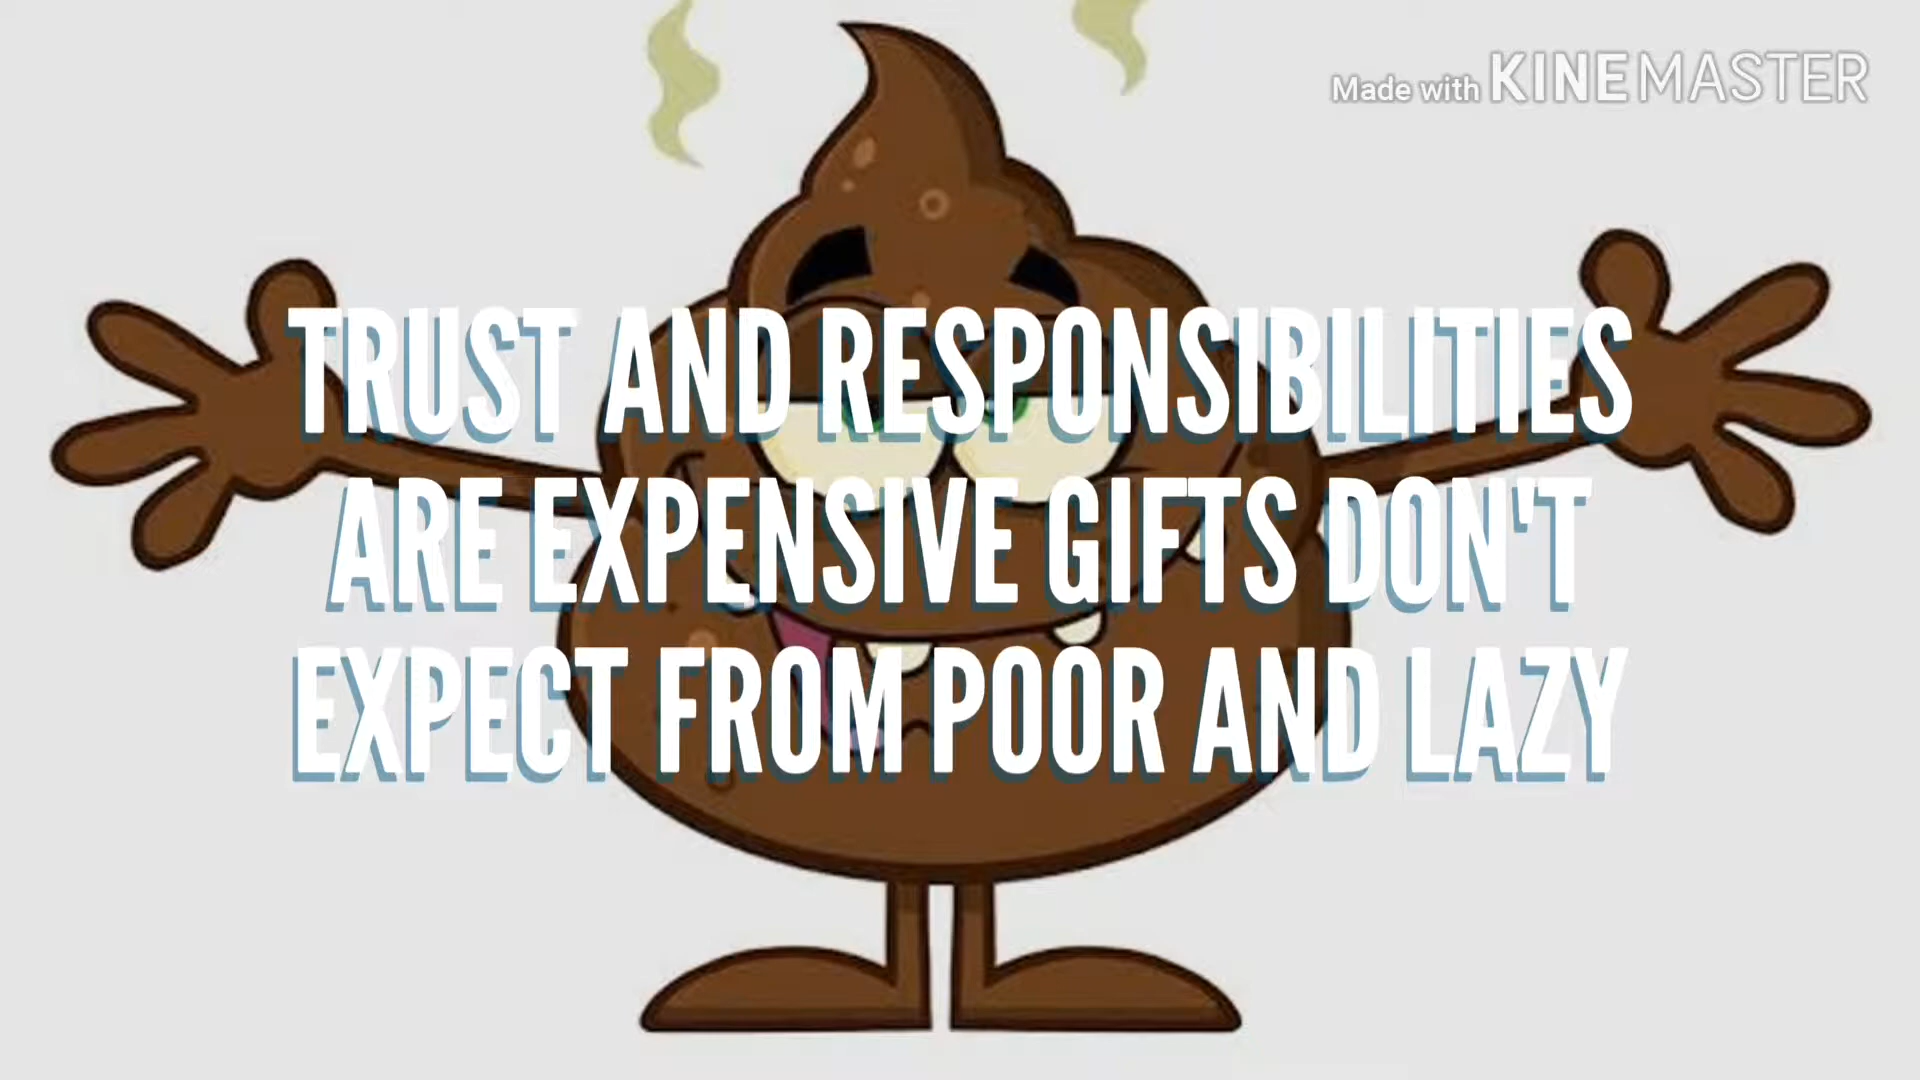 Made with KINEMASTER
TRUST AND RESPONSIBILITIES
ARE EXPENSIVE GIFTS DON'T
EXPECT FROM POOR AND LAZY